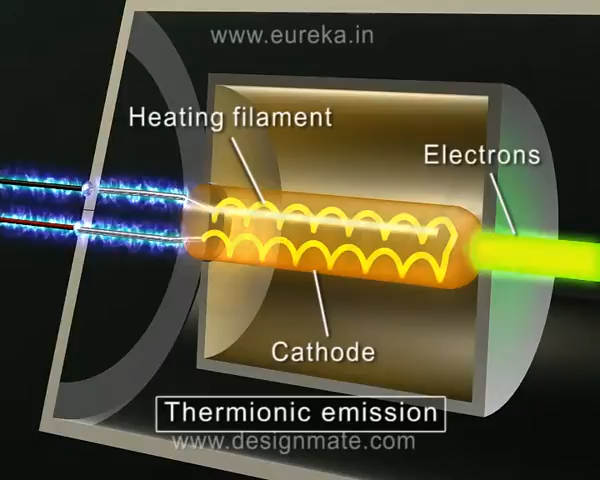 www.eureka.in
Heating filament
Electrons
Cathode
Thermionic emission
www.designmate.com